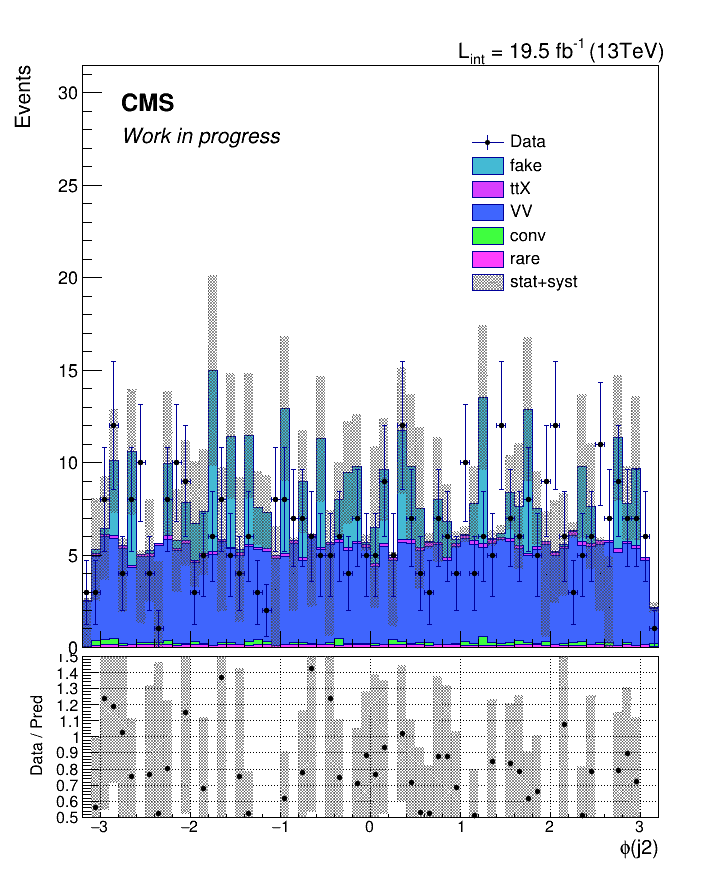 L_int = 19.5 fb^-1 (13TeV)
Events
CMS
Work in progress
Data
fake
ttX
VV
conv
rare
stat+syst
30
25
20
15
10
5
0
Data / Pred
1.5
1.4
1.3
1.2
1.1
1
0.9
0.8
0.7
0.6
0.5
−3 −2 −1 0 1 2 3
ϕ(j2)